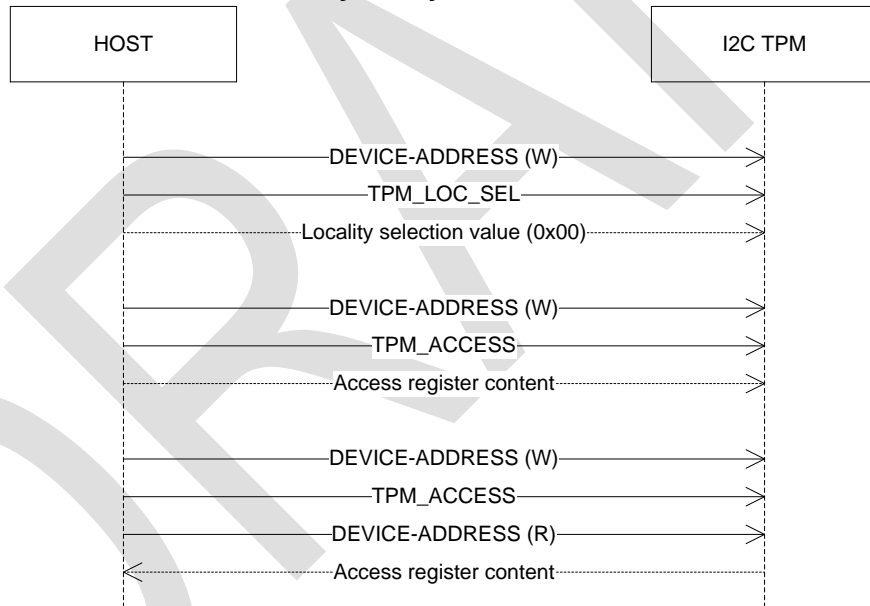 HOST I2C TPM
DEVICE-ADDRESS (W)
TPM_LOC_SEL
Locality selection value (0x00)
DEVICE-ADDRESS (W)
TPM_ACCESS
Access register content
DEVICE-ADDRESS (W)
TPM_ACCESS
DEVICE-ADDRESS (R)
Access register content